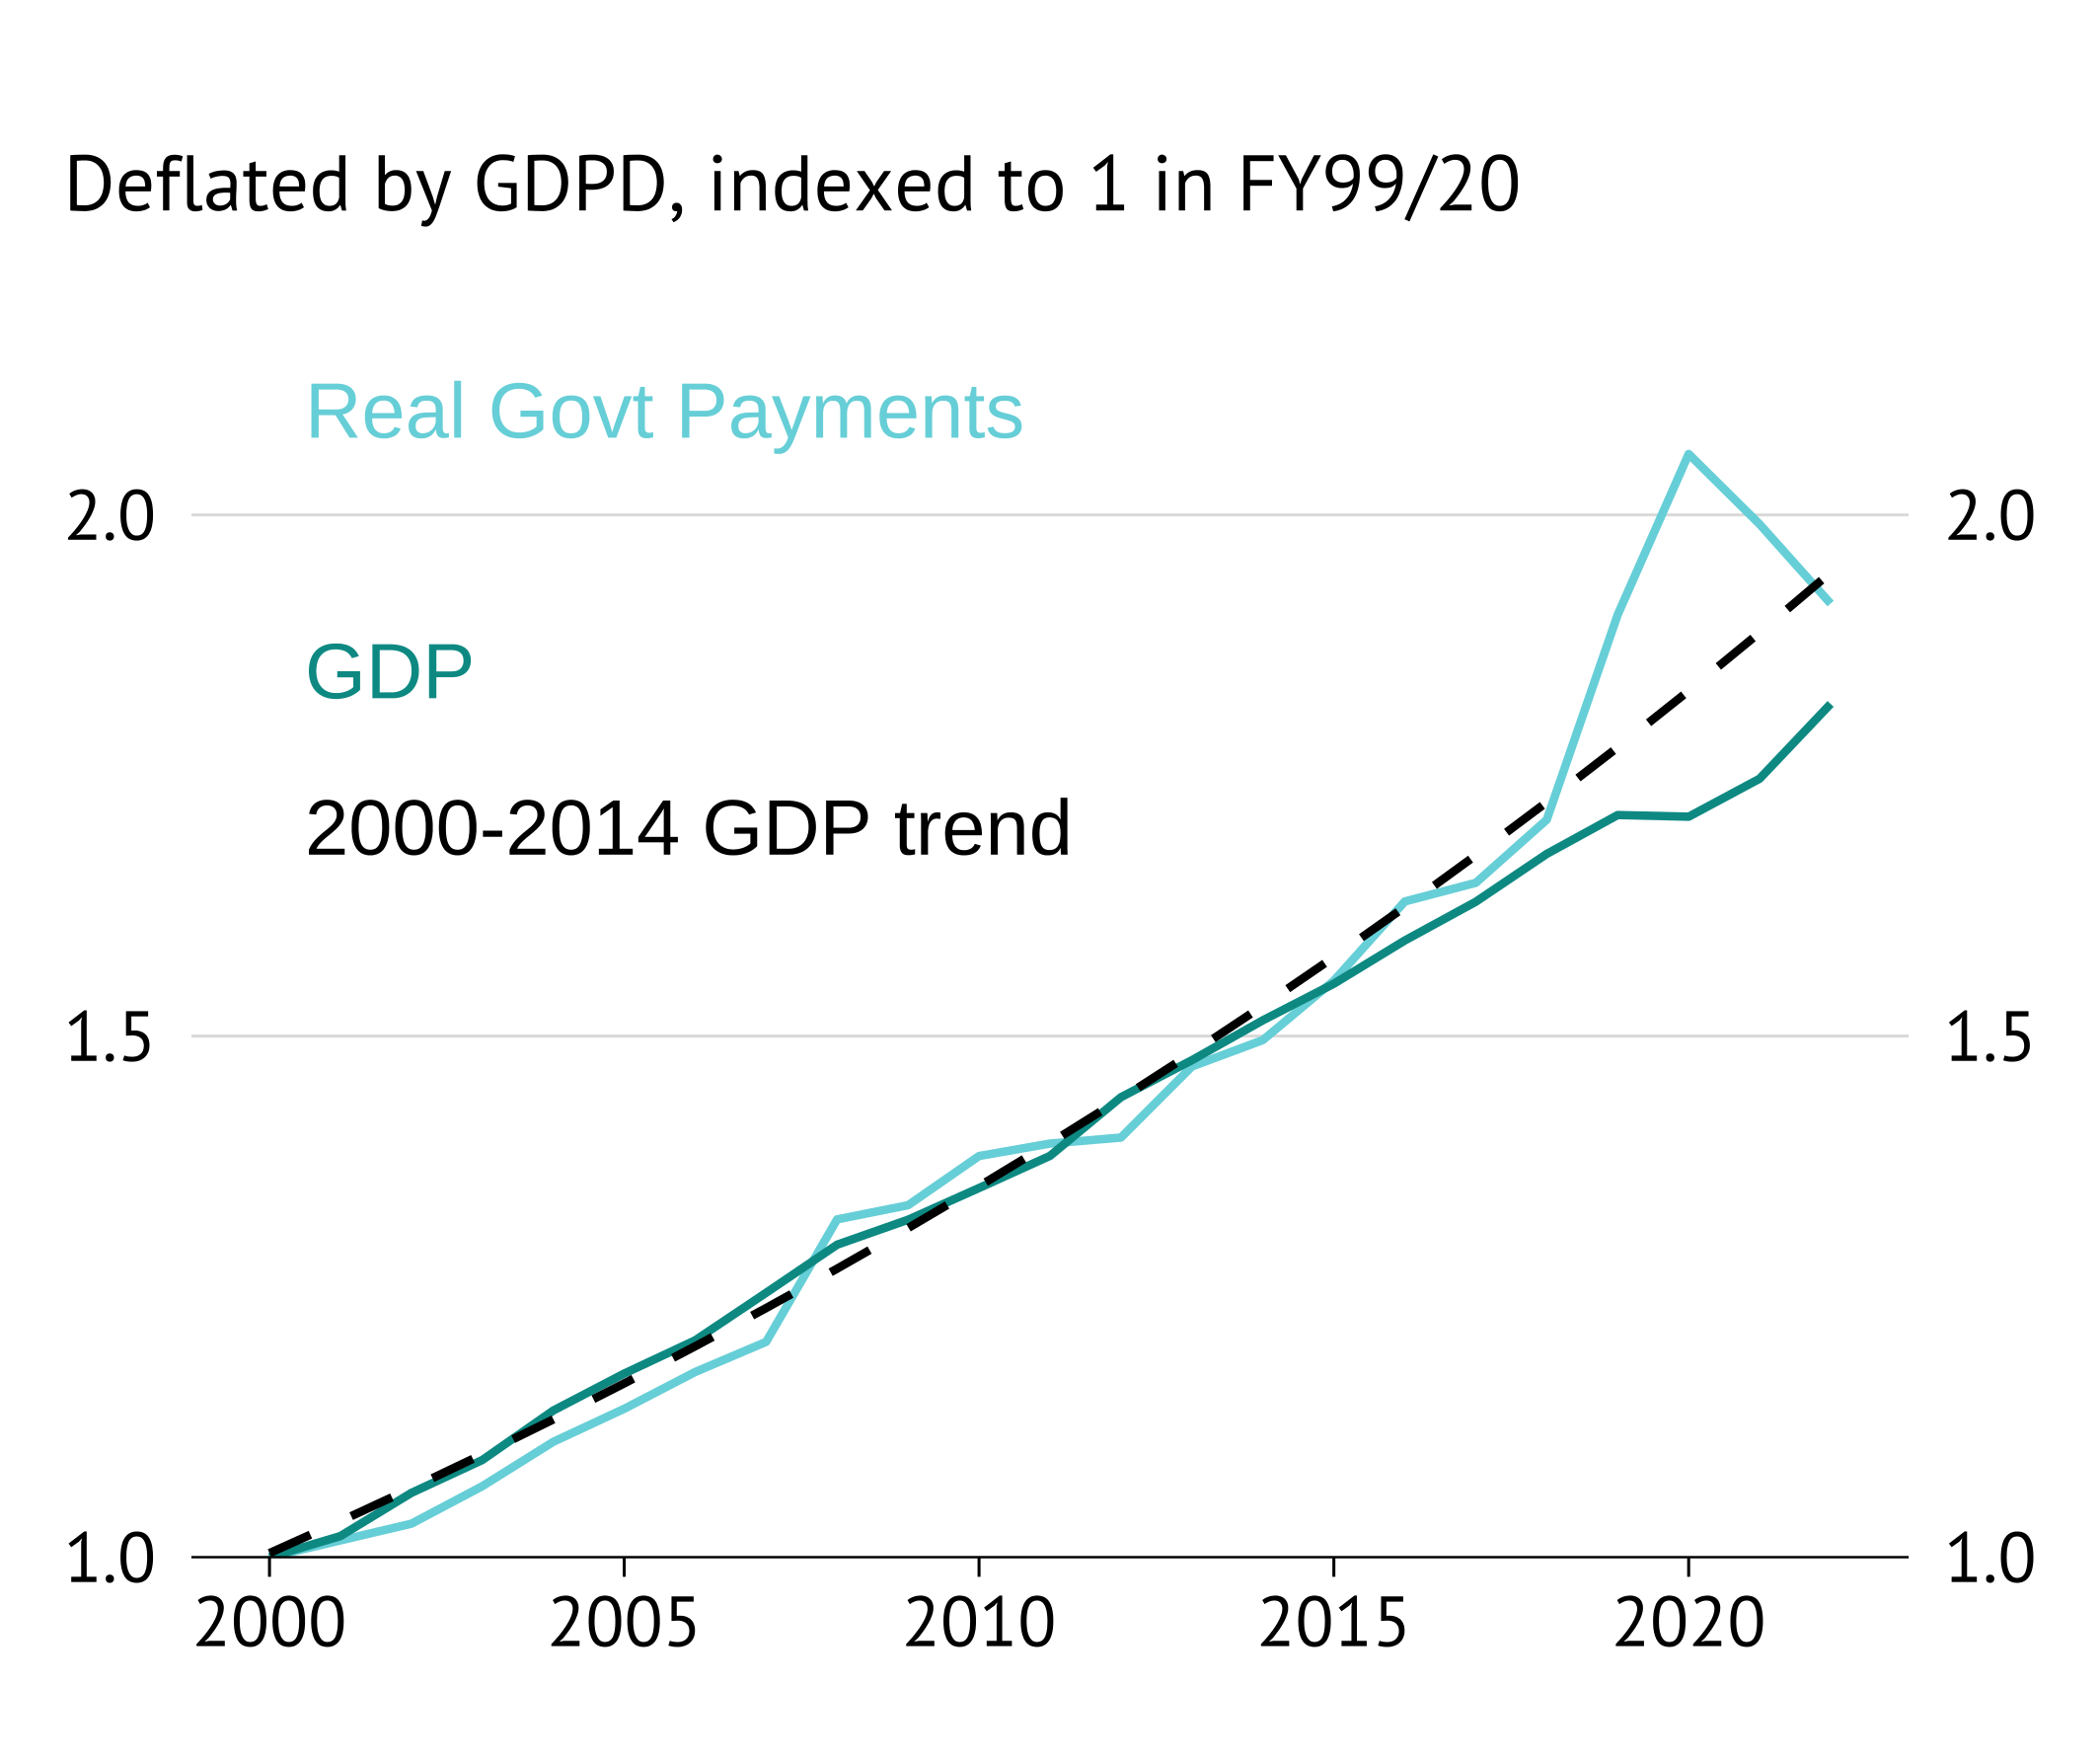 Deflated by GDPD, indexed to 1 in FY99/20
Real Govt Payments
2.0 2.0
GDP
2000-2014 GDP trend
1.5 1.5
1.0 1.0
2000 2005 2010 2015 2020